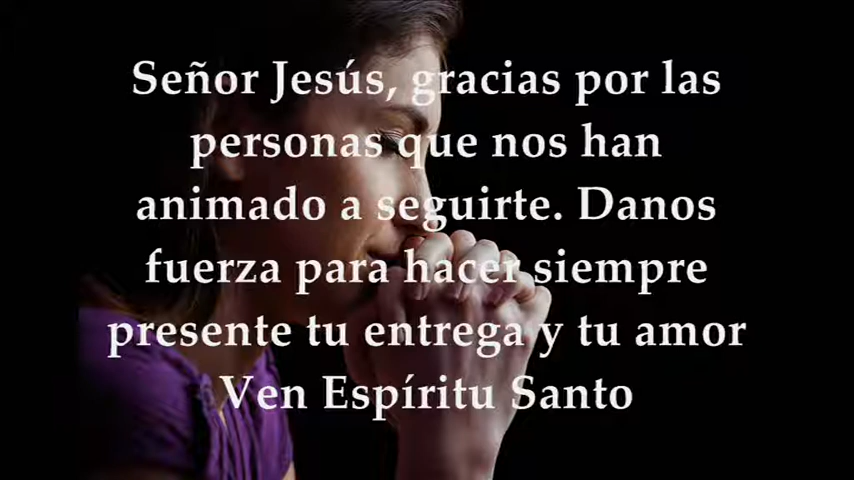 Señor Jesús, gracias por las
personas que nos han
animado a seguirte. Danos
fuerza para hacer siempre
presente tu entrega y tu amor
Ven Espíritu Santo